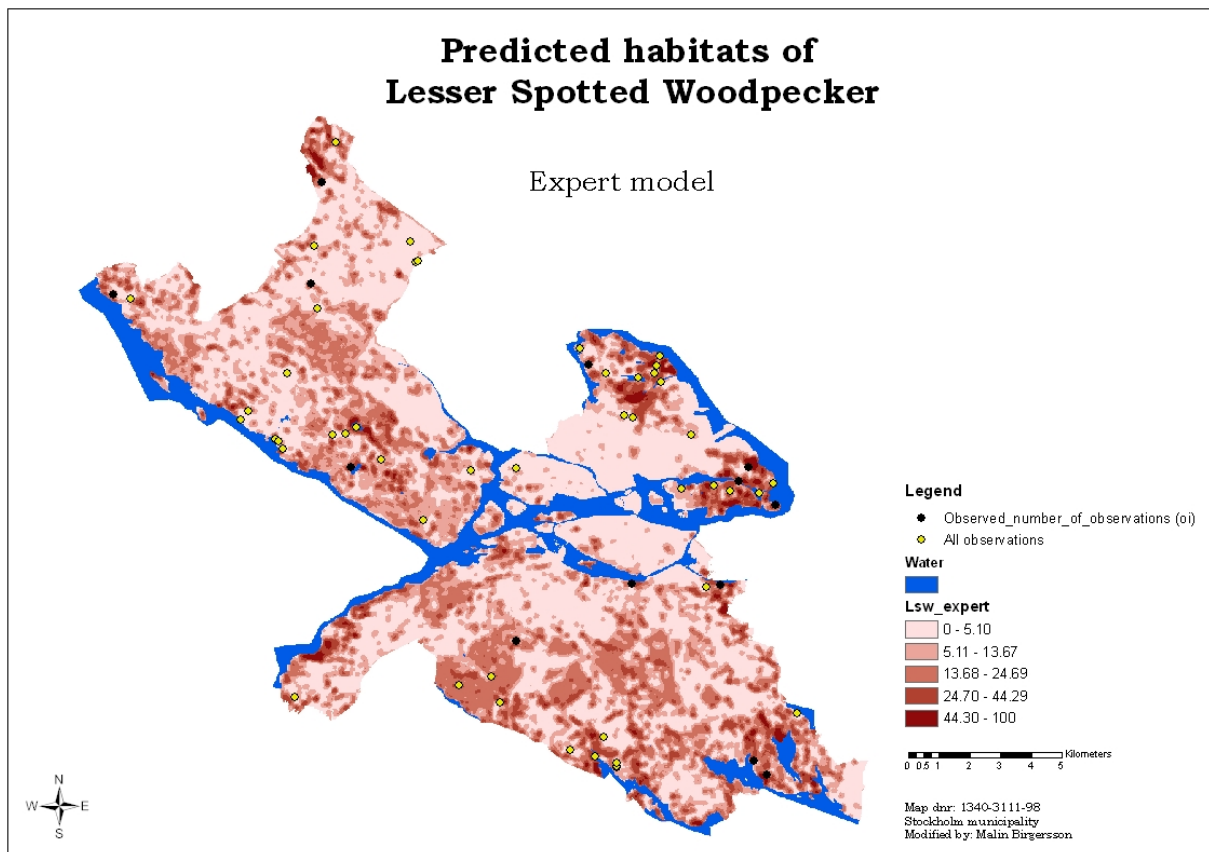 Predicted habitats of
Lesser Spotted Woodpecker
Expert model
Legend
Observed_number_of_observations (oi)
All observations
Water
Lsw_expert
0 - 5.10
5.11 - 13.67
13.68 - 24.69
24.70 - 44.29
44.30 - 100
Kilometers
0 0.5 1 2 3 4 5
N
W E
S
Map dnr: 1340-3111-98
Stockholm municipality
Modified by: Malin Birgersson